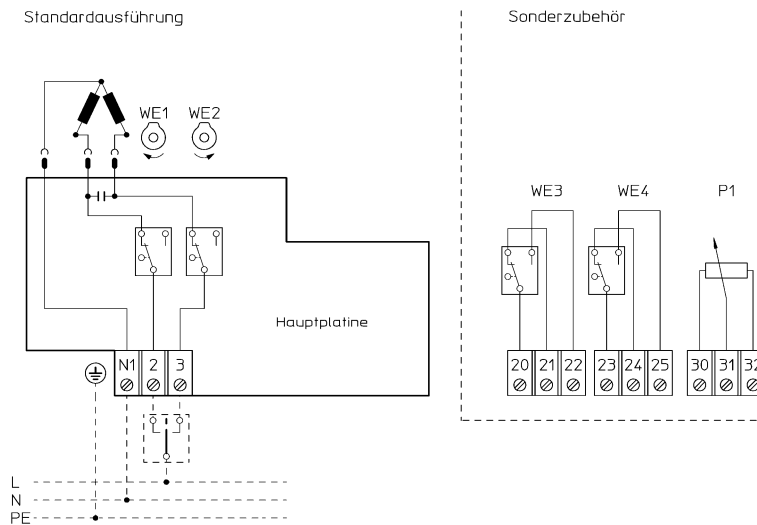 Standardausführung
Sonderzubehör
WE1 WE2
WE3 WE4 P1
Hauptplatine
N1 2 3
20 21 22 23 24 25 30 31 32
L
N
PE